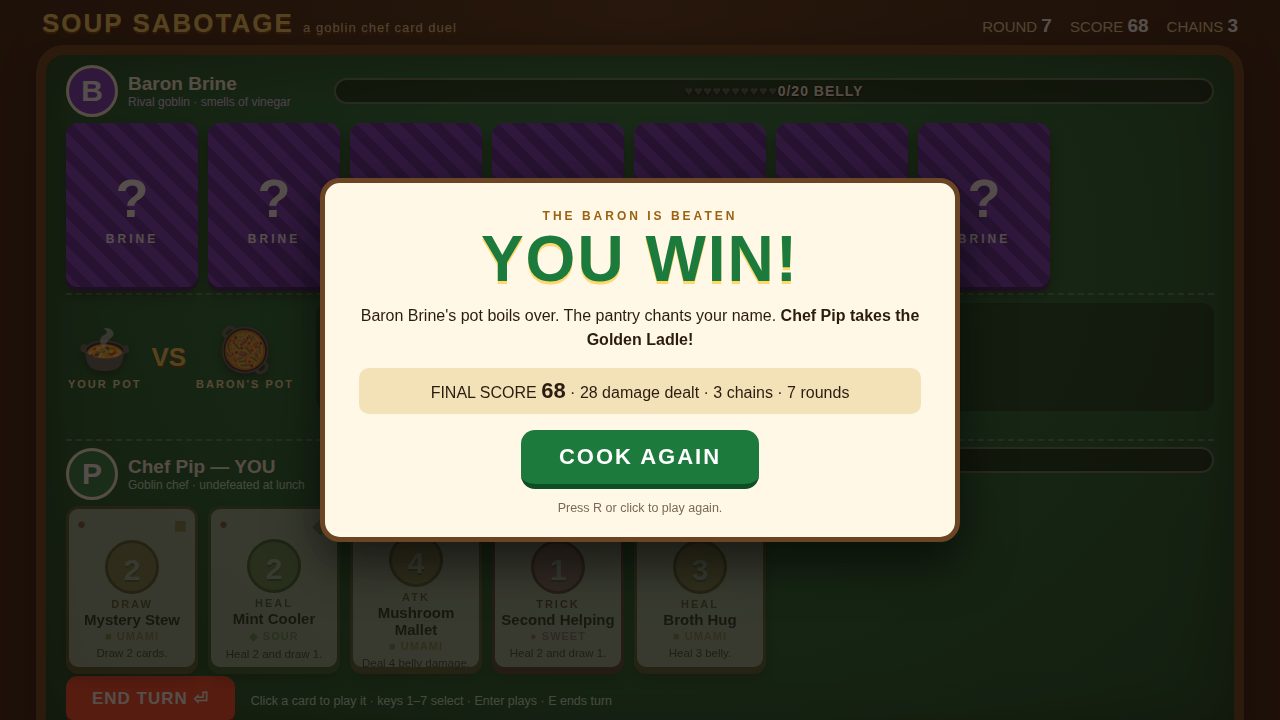 SOUP SABOTAGE a goblin chef card duel
ROUND 7 SCORE 68 CHAINS 3
B
Baron Brine
Rival goblin · smells of vinegar
♥♥♥♥♥♥♥♥♥♥0/20 BELLY
? ? ?
BRINE BRINE BRINE
THE BARON IS BEATEN
YOU WIN!
Baron Brine's pot boils over. The pantry chants your name. Chef Pip takes the
Golden Ladle!
FINAL SCORE 68 · 28 damage dealt · 3 chains · 7 rounds
COOK AGAIN
Press R or click to play again.
VS
YOUR POT
BARON'S POT
P
Chef Pip — YOU
Goblin chef · undefeated at lunch
2
DRAW
Mystery Stew
■ UMAMI
Draw 2 cards.
2
HEAL
Mint Cooler
◆ SOUR
Heal 2 and draw 1.
4
ATK
Mushroom
Mallet
■ UMAMI
Deal 4 belly damage.
1
TRICK
Second Helping
● SWEET
Heal 2 and draw 1.
3
HEAL
Broth Hug
■ UMAMI
Heal 3 belly.
END TURN ⏎
Click a card to play it · keys 1–7 select · Enter plays · E ends turn